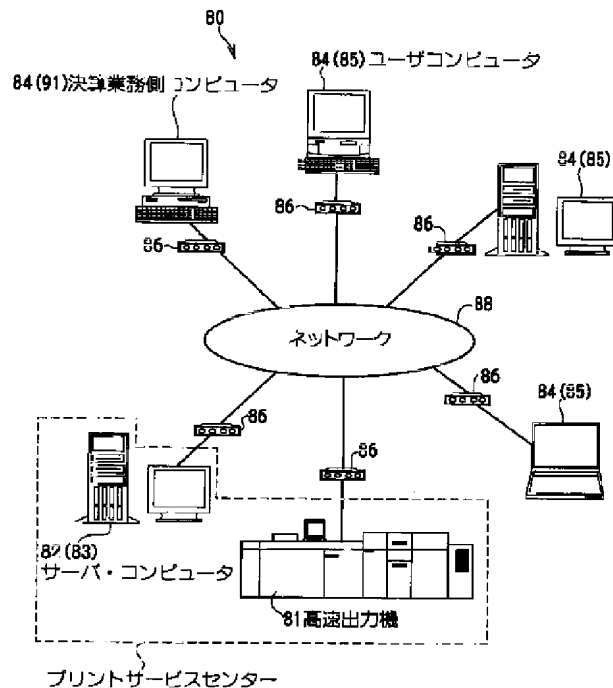 80
84(91)決算業務側コンピュータ
84(85)ユーザコンピュータ
84(85)
86
86
86
88
ネットワーク
86
84(85)
86
86
82(83)
サーバ・コンピュータ
81高速出力機
プリントサービスセンター